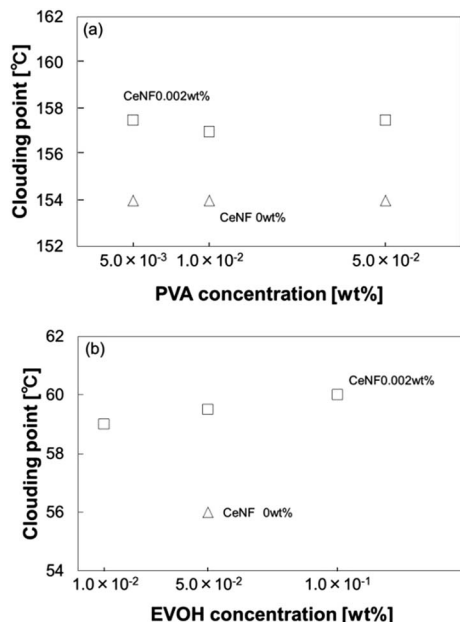 (a)
Clouding point [℃]
162
160
158
156
154
152
CeNF0.002wt%
CeNF 0wt%
5.0 × 10⁻³ 1.0 × 10⁻² 5.0 × 10⁻²
PVA concentration [wt%]
(b)
Clouding point [℃]
62
60
58
56
54
CeNF0.002wt%
CeNF 0wt%
1.0 × 10⁻² 5.0 × 10⁻² 1.0 × 10⁻¹
EVOH concentration [wt%]